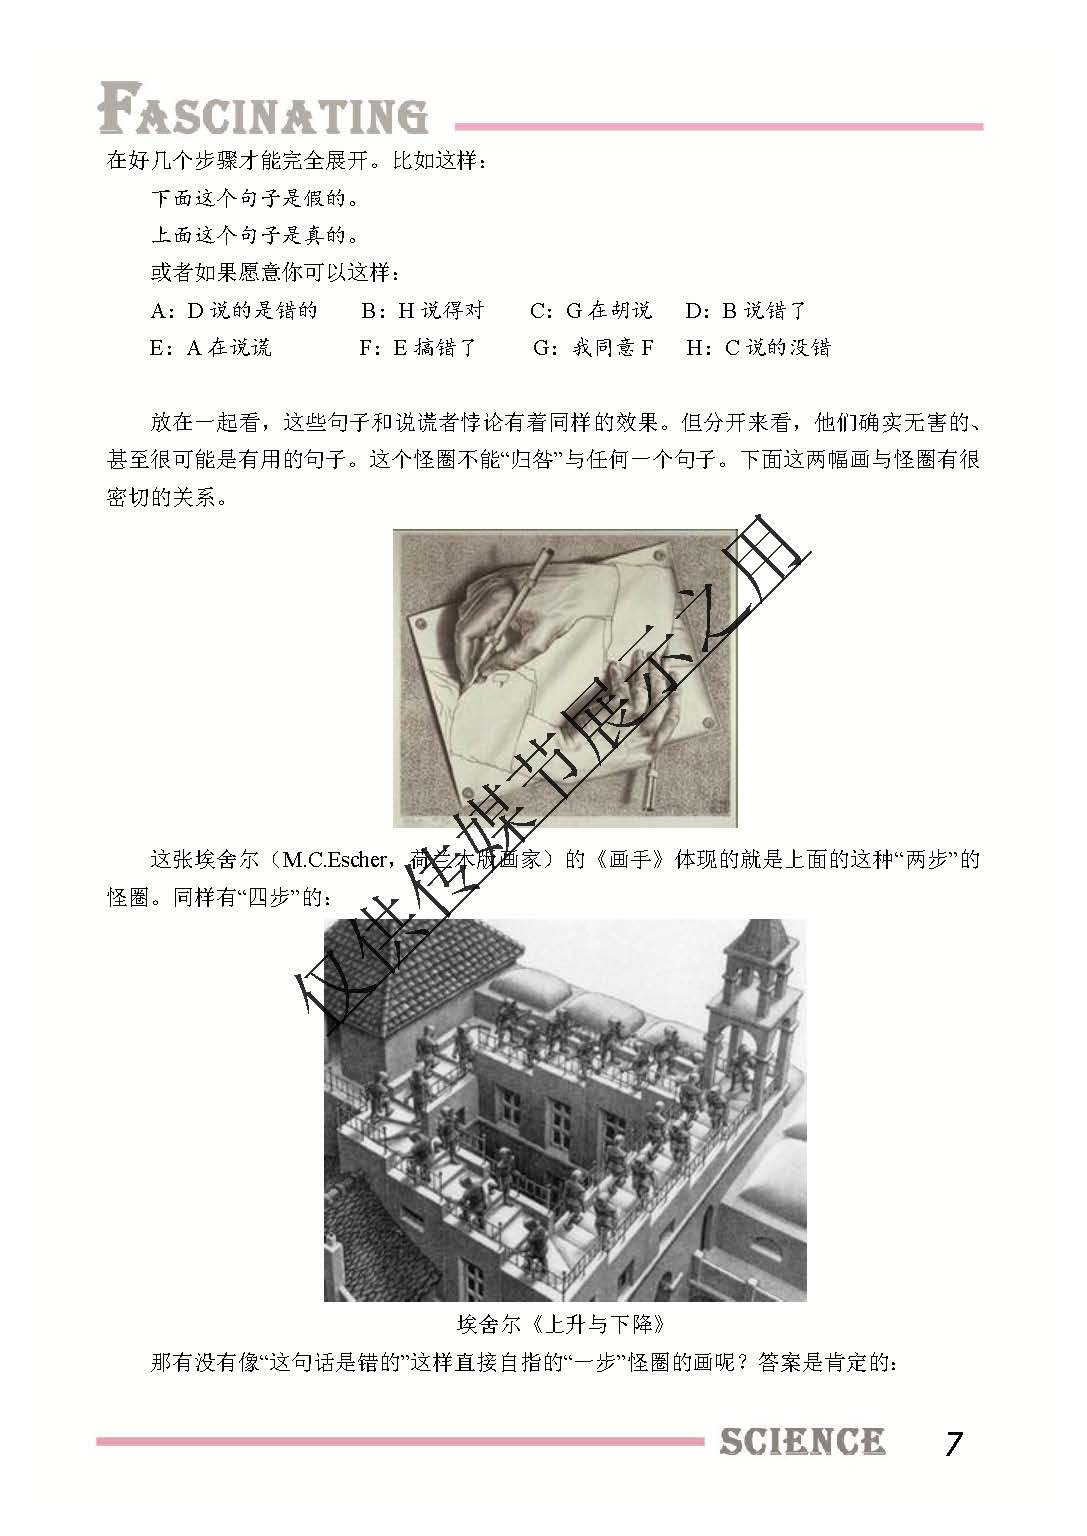 FASCINATING
在好几个步骤才能完全展开。比如这样：
下面这个句子是假的。
上面这个句子是真的。
或者如果愿意你可以这样：
A：D 说的是错的 B：H 说得对 C：G 在胡说 D：B 说错了
E：A 在说谎 F：E 搞错了 G：我同意 F H：C 说的没错
放在一起看，这些句子和说谎者悖论有着同样的效果。但分开来看，他们确实无害的、
甚至很可能是有用的句子。这个怪圈不能“归咎”与任何一个句子。下面这两幅画与怪圈有很
密切的关系。
仅供传媒节展示之用
这张埃舍尔（M.C.Escher，荷兰木版画家）的《画手》体现的就是上面的这种“两步”的
怪圈。同样有“四步”的：
埃舍尔《上升与下降》
那有没有像“这句话是错的”这样直接自指的“一步”怪圈的画呢？答案是肯定的：
SCIENCE 7